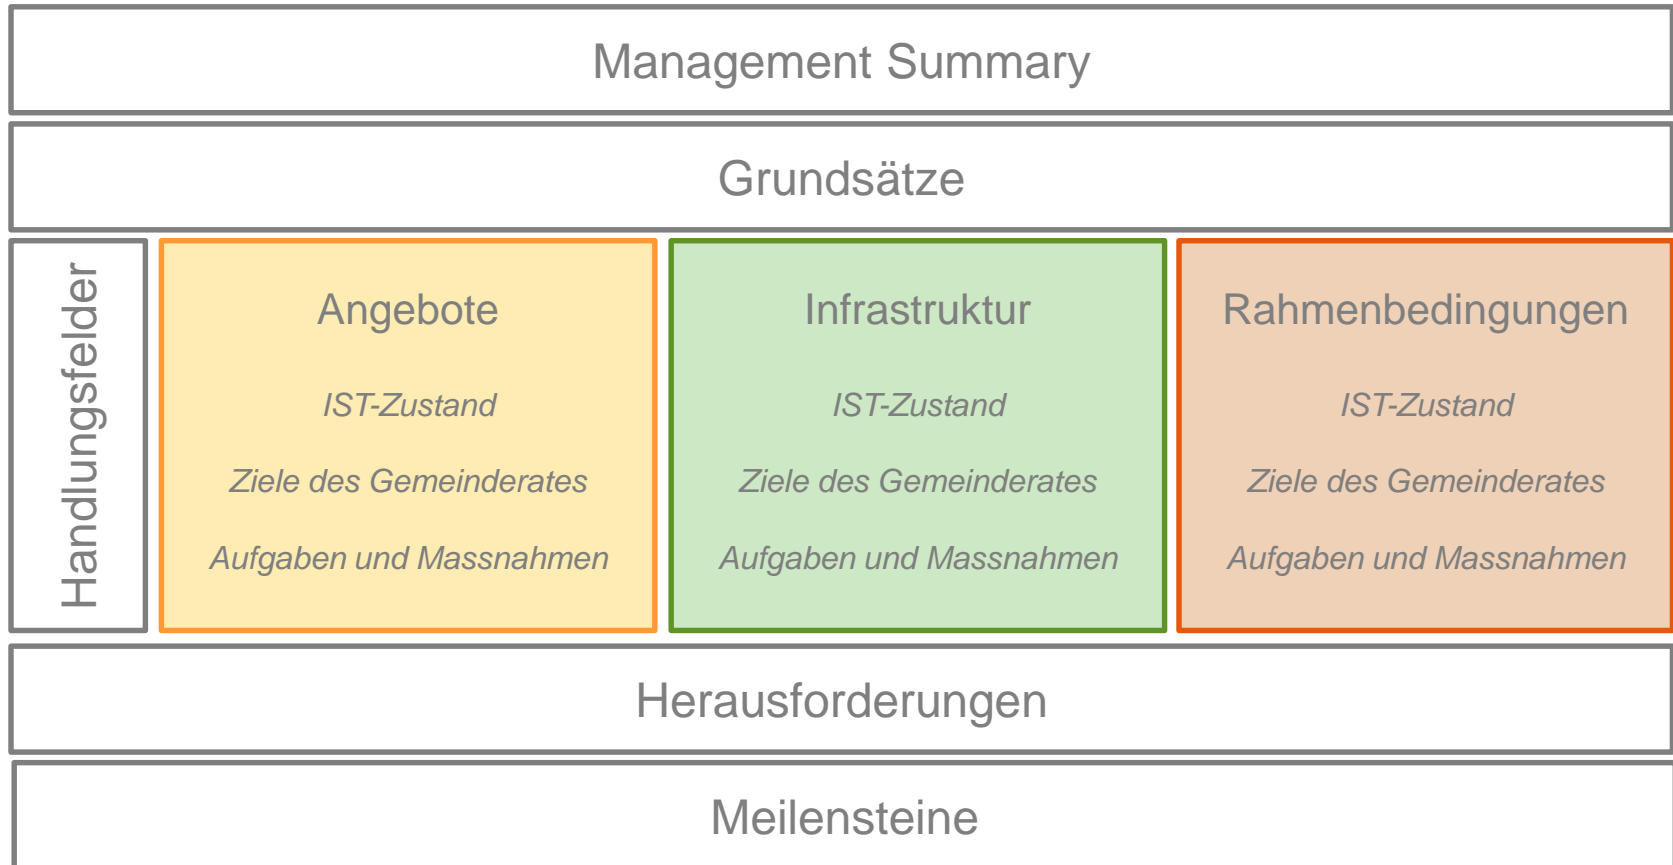 Management Summary
Grundsätze
Handlungsfelder
Angebote
IST-Zustand
Ziele des Gemeinderates
Aufgaben und Massnahmen
Infrastruktur
IST-Zustand
Ziele des Gemeinderates
Aufgaben und Massnahmen
Rahmenbedingungen
IST-Zustand
Ziele des Gemeinderates
Aufgaben und Massnahmen
Herausforderungen
Meilensteine